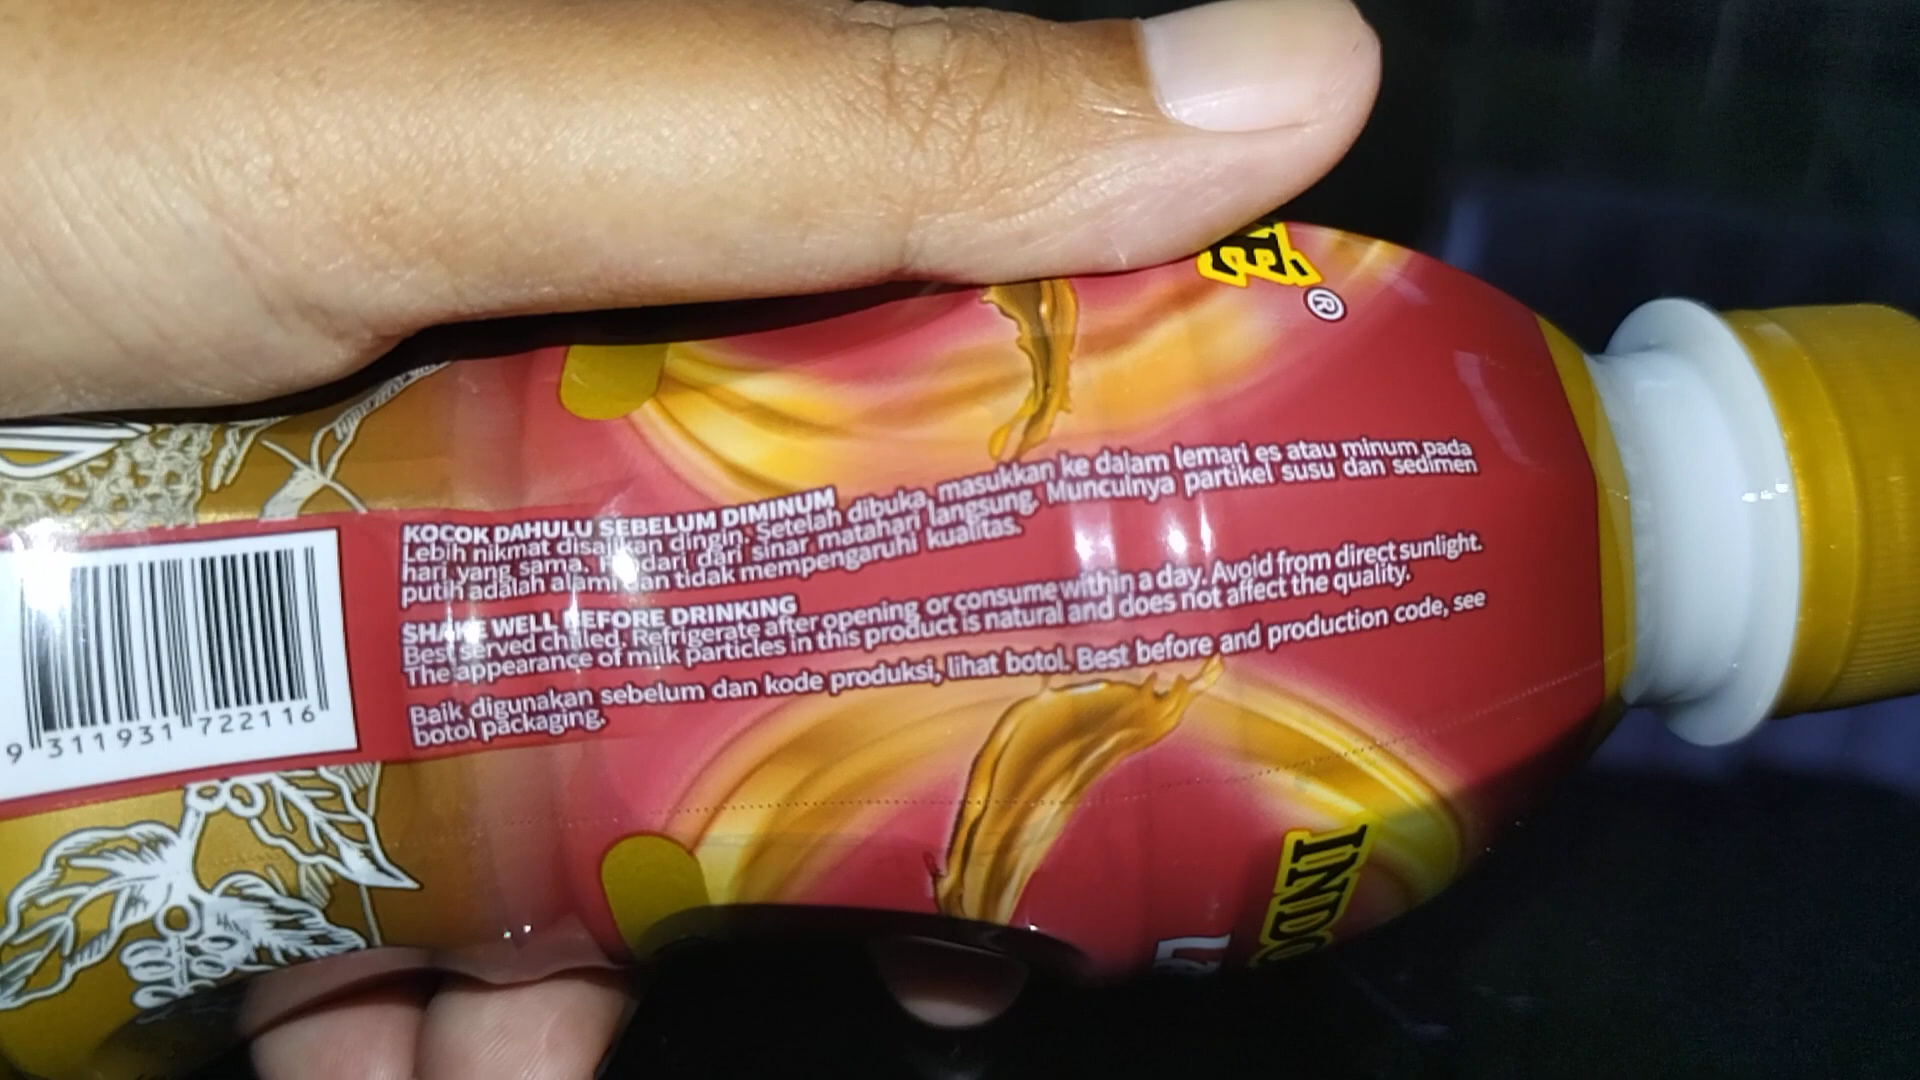 KOCOK DAHULU SEBELUM DIMINUM
Lebih nikmat disajikan dingin. Setelah dibuka, masukkan ke dalam lemari es atau minum pada
hari yang sama. dari sinar matahari langsung. Munculnya partikel susu dan sedimen
putih adalah alami dan tidak mempengaruhi kualitas.
SHAKE WELL BEFORE DRINKING
Best served chilled. Refrigerate after opening or consume within a day. Avoid from direct sunlight.
The appearance of milk particles in this product is natural and does not affect the quality.
Baik digunakan sebelum dan kode produksi, lihat botol. Best before and production code, see
botol packaging.
9 311931 722116
®
INDO